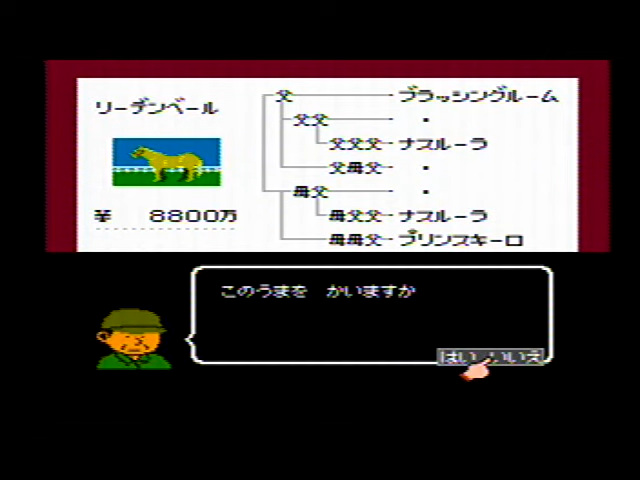 リーデンベール
¥ 8800万
父 ブラッシングルーム
父父 ・
父父父 ナスルーラ
父母父 ・
母父 ・
母父父 ナスルーラ
母母父 プリンスキーロ
このうまを かいますか
はい いいえ